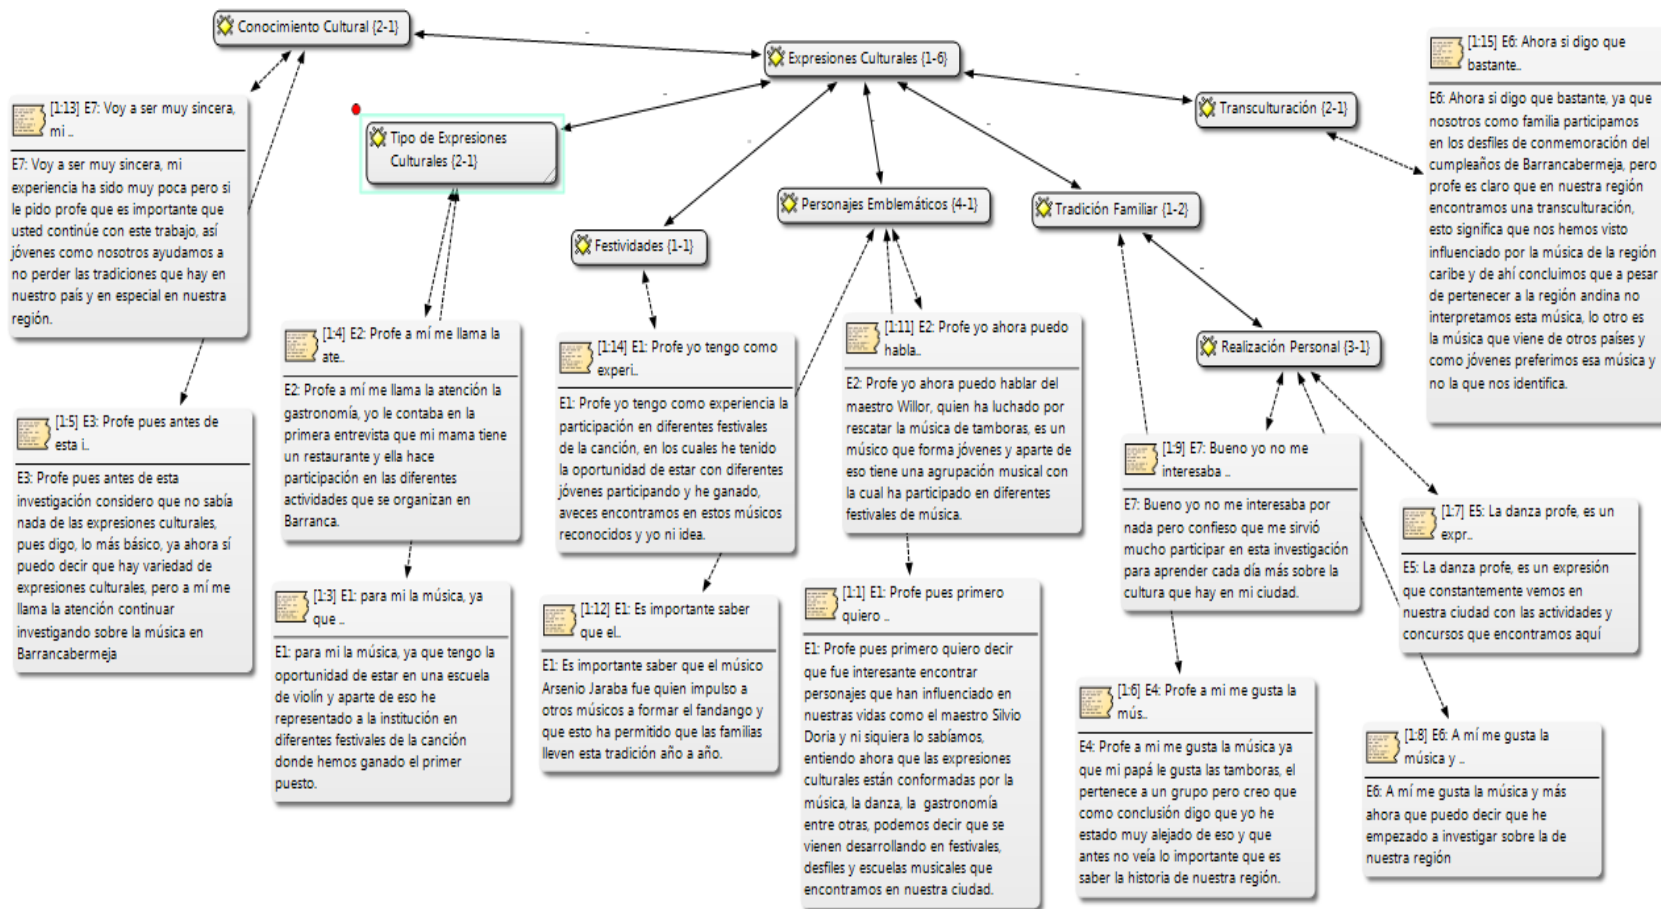 Conocimiento Cultural {2-1}
Expresiones Culturales {1-6}
Tipo de Expresiones
Culturales {2-1}
Transculturación {2-1}
Personajes Emblemáticos {4-1}
Tradición Familiar {1-2}
Festividades {1-1}
Realización Personal {3-1}
[1:13] E7: Voy a ser muy sincera,
mi ..
E7: Voy a ser muy sincera, mi
experiencia ha sido muy poca pero si
le pido profe que es importante que
usted continúe con este trabajo, así
jóvenes como nosotros ayudamos a
no perder las tradiciones que hay en
nuestro país y en especial en nuestra
región.
[1:5] E3: Profe pues antes de
esta i..
E3: Profe pues antes de esta
investigación considero que no sabía
nada de las expresiones culturales,
pues digo, lo más básico, ya ahora sí
puedo decir que hay variedad de
expresiones culturales, pero a mí me
llama la atención continuar
investigando sobre la música en
Barrancabermeja
[1:4] E2: Profe a mí me llama la
ate..
E2: Profe a mí me llama la atención la
gastronomía, yo le contaba en la
primera entrevista que mi mama tiene
un restaurante y ella hace
participación en las diferentes
actividades que se organizan en
Barranca.
[1:3] E1: para mi la música, ya
que ..
E1: para mi la música, ya que tengo la
oportunidad de estar en una escuela
de violín y aparte de eso he
representado a la institución en
diferentes festivales de la canción
donde hemos ganado el primer
puesto.
[1:14] E1: Profe yo tengo como
experi..
E1: Profe yo tengo como experiencia la
participación en diferentes festivales
de la canción, en los cuales he tenido
la oportunidad de estar con diferentes
jóvenes participando y he ganado,
aveces encontramos en estos músicos
reconocidos y yo ni idea.
[1:12] E1: Es importante saber
que el..
E1: Es importante saber que el músico
Arsenio Jaraba fue quien impulso a
otros músicos a formar el fandango y
que esto ha permitido que las familias
lleven esta tradición año a año.
[1:11] E2: Profe yo ahora puedo
habla..
E2: Profe yo ahora puedo hablar del
maestro Willor, quien ha luchado por
rescatar la música de tamboras, es un
músico que forma jóvenes y aparte de
eso tiene una agrupación musical con
la cual ha participado en diferentes
festivales de música.
[1:1] E1: Profe pues primero
quiero ..
E1: Profe pues primero quiero decir
que fue interesante encontrar
personajes que han influenciado en
nuestras vidas como el maestro Silvio
Doria y ni siquiera lo sabíamos,
entiendo ahora que las expresiones
culturales están conformadas por la
música, la danza, la gastronomía
entre otras, podemos decir que se
vienen desarrollando en festivales,
desfiles y escuelas musicales que
encontramos en nuestra ciudad.
[1:9] E7: Bueno yo no me
interesaba ..
E7: Bueno yo no me interesaba por
nada pero confieso que me sirvió
mucho participar en esta investigación
para aprender cada día más sobre la
cultura que hay en mi ciudad.
[1:6] E4: Profe a mi me gusta la
mús..
E4: Profe a mi me gusta la música ya
que mi papá le gusta las tamboras, el
pertenece a un grupo pero creo que
como conclusión digo que yo he
estado muy alejado de eso y que
antes no veía lo importante que es
saber la historia de nuestra región.
[1:7] E5: La danza profe, es un
expr..
E5: La danza profe, es un expresión
que constantemente vemos en
nuestra ciudad con las actividades y
concursos que encontramos aquí
[1:8] E6: A mí me gusta la
música y ..
E6: A mí me gusta la música y más
ahora que puedo decir que he
empezado a investigar sobre la de
nuestra región
[1:15] E6: Ahora si digo que
bastante..
E6: Ahora si digo que bastante, ya que
nosotros como familia participamos
en los desfiles de conmemoración del
cumpleaños de Barrancabermeja, pero
profe es claro que en nuestra región
encontramos una transculturación,
esto significa que nos hemos visto
influenciado por la música de la región
caribe y de ahí concluimos que a pesar
de pertenecer a la región andina no
interpretamos esta música, lo otro es
la música que viene de otros países y
como jóvenes preferimos esa música y
no la que nos identifica.